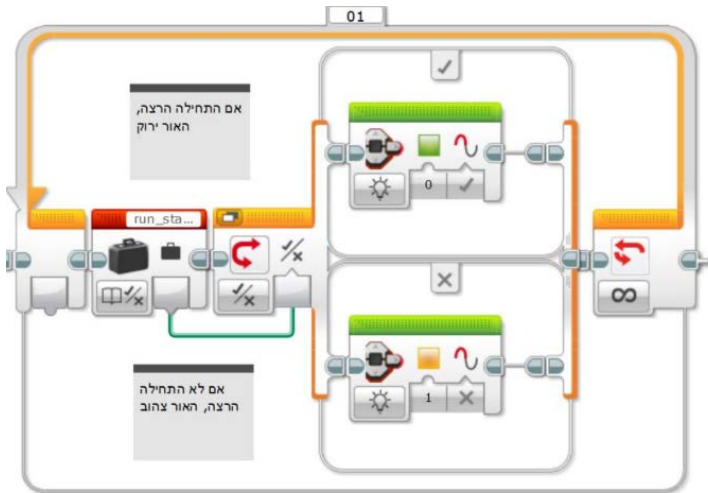 01
אם התחילה הרצה,
האור ירוק
run_sta...
0
1
אם לא התחילה
הרצה, האור צהוב